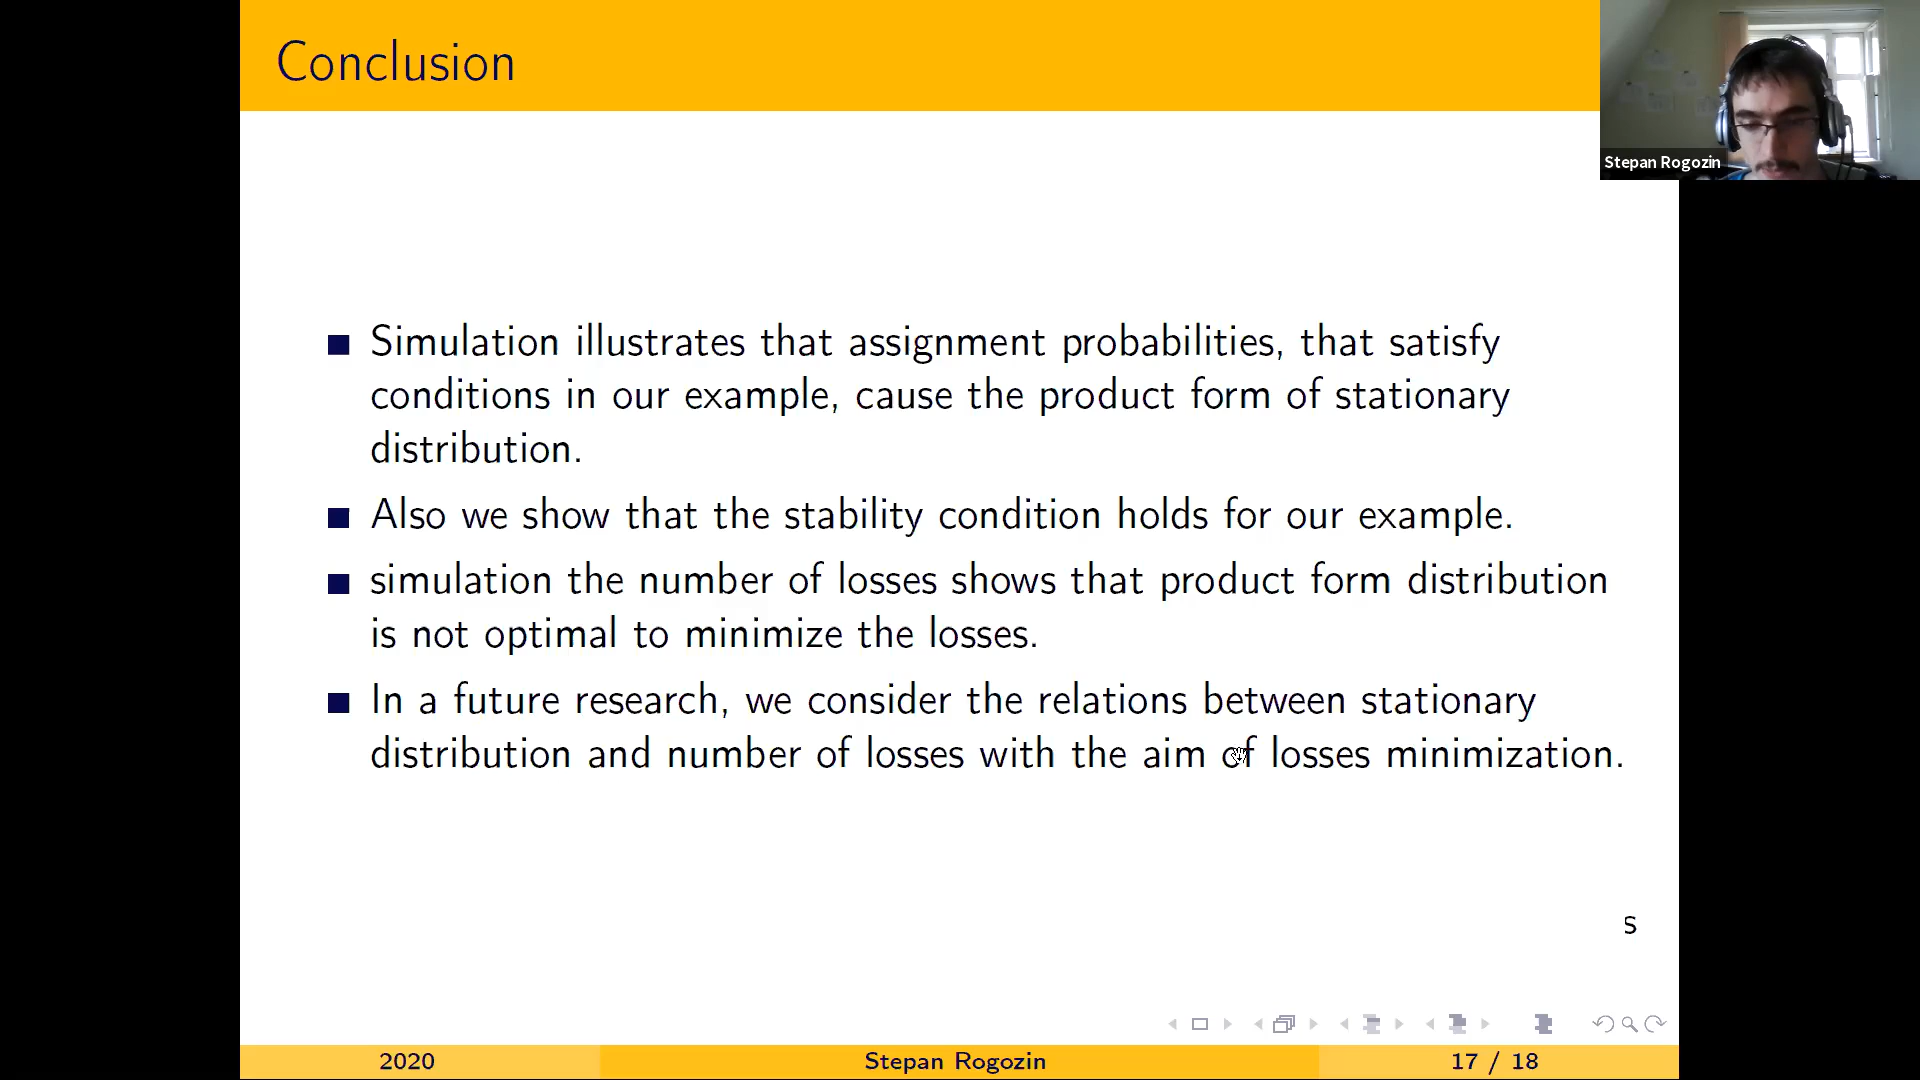 Conclusion
Stepan Rogozin
Simulation illustrates that assignment probabilities, that satisfy
conditions in our example, cause the product form of stationary
distribution.
Also we show that the stability condition holds for our example.
simulation the number of losses shows that product form distribution
is not optimal to minimize the losses.
In a future research, we consider the relations between stationary
distribution and number of losses with the aim of losses minimization.
s
2020
Stepan Rogozin
17 / 18